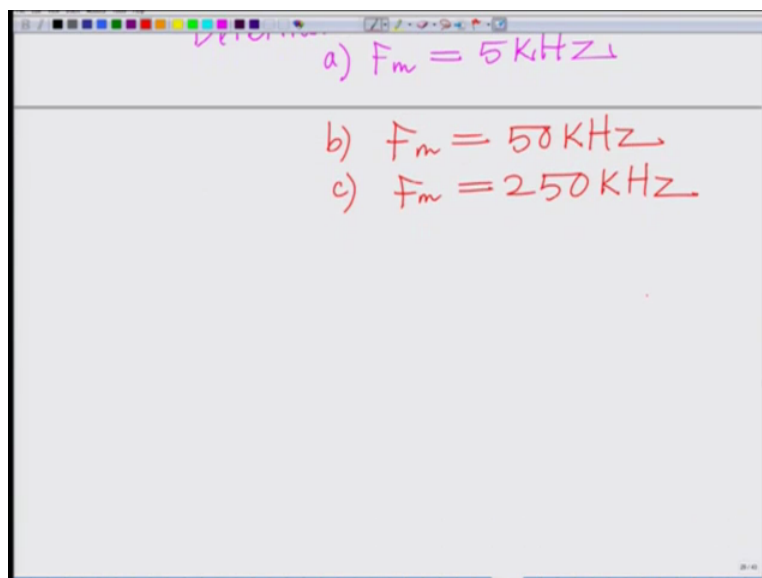 a) Fm = 5 KHZ
b) Fm = 50 KHZ
c) Fm = 250 KHZ